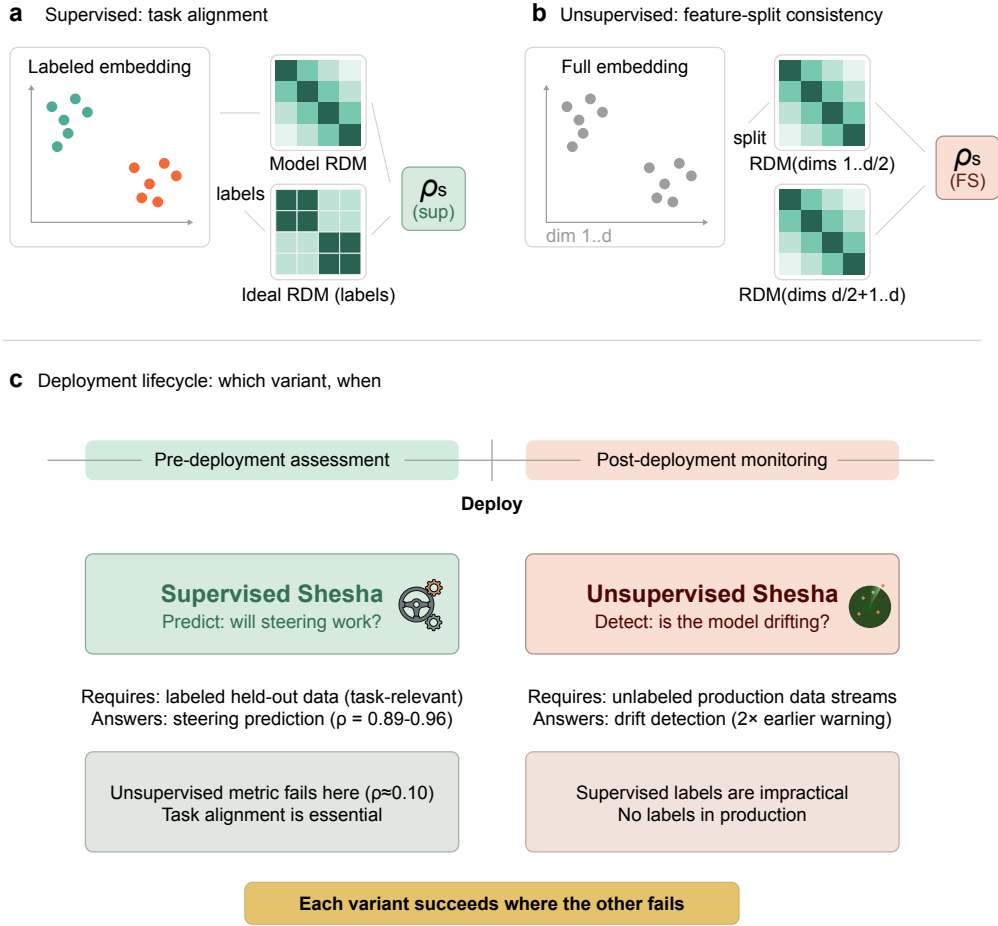 a Supervised: task alignment
Labeled embedding
Model RDM
labels
Ideal RDM (labels)
ρs
(sup)
b Unsupervised: feature-split consistency
Full embedding
dim 1..d
split
RDM(dims 1..d/2)
RDM(dims d/2+1..d)
ρs
(FS)
c Deployment lifecycle: which variant, when
Pre-deployment assessment
Post-deployment monitoring
Deploy
Supervised Shesha
Predict: will steering work?
Unsupervised Shesha
Detect: is the model drifting?
Requires: labeled held-out data (task-relevant)
Answers: steering prediction (ρ = 0.89-0.96)
Requires: unlabeled production data streams
Answers: drift detection (2× earlier warning)
Unsupervised metric fails here (ρ≈0.10)
Task alignment is essential
Supervised labels are impractical
No labels in production
Each variant succeeds where the other fails